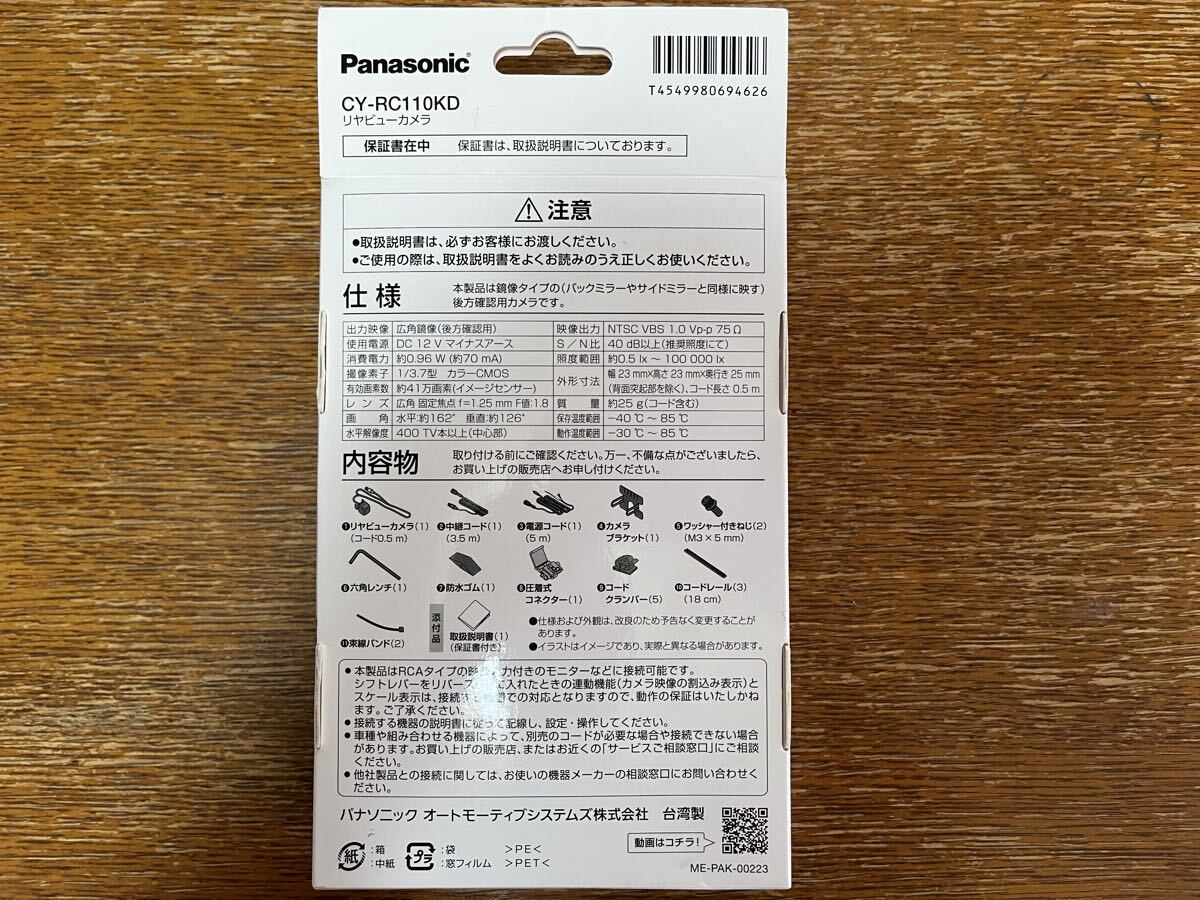 Panasonic®
T4549980694626
CY-RC110KD
リヤビューカメラ
保証書在中 保証書は、取扱説明書についております。
⚠注意
●取扱説明書は、必ずお客様にお渡しください。
●ご使用の際は、取扱説明書をよくお読みのうえ正しくお使いください。
仕様
本製品は鏡像タイプの(バックミラーやサイドミラーと同様に映す)
後方確認用カメラです。
出力映像 広角鏡像(後方確認用) 映像出力 NTSC VBS 1.0 Vp-p 75 Ω
使用電源 DC 12 V マイナスアース S/N比 40 dB以上(推奨照度にて)
消費電力 約0.96 W (約70 mA) 照度範囲 約0.5 lx ~ 100 000 lx
撮像素子 1/3.7型 カラーCMOS 外形寸法 幅 23 mm×高さ 23 mm×奥行き 25 mm
有効画素数 約41万画素(イメージセンサー) (背面突起部を除く)、コード長さ 0.5 m
レンズ 広角 固定焦点 f=1.25 mm F値:1.8 質量 約25 g(コード含む)
画角 水平:約162° 垂直:約126° 保存温度範囲 -40 ℃ ~ 85 ℃
水平解像度 400 TV本以上(中心部) 動作温度範囲 -30 ℃ ~ 85 ℃
内容物
取り付ける前にご確認ください。万一、不備な点がございましたら、
お買い上げの販売店へお申し付けください。
❶リヤビューカメラ(1) ❷中継コード(1) ❸電源コード(1) ❹カメラ ❺ワッシャー付きねじ(2)
(コード0.5 m) (3.5 m) (5 m) ブラケット(1) (M3×5 mm)
❻六角レンチ(1) ❼防水ゴム(1) ❽圧着式 ❾コード ❿コードレール(3)
コネクター(1) クランパー(5) (18 cm)
⓫束線バンド(2) 添付品 取扱説明書(1)
(保証書付き)
●仕様および外観は、改良のため予告なく変更することが
あります。
●イラストはイメージであり、実際と異なる場合があります。
● 本製品はRCAタイプの映 力付きのモニターなどに接続可能です。
シフトレバーをリバース に入れたときの連動機能(カメラ映像の割込み表示)と
スケール表示は、接続す での対応となりますので、動作の保証はいたしかね
ます。ご了承ください。
● 接続する機器の説明書に従って配線し、設定・操作してください。
● 車種や組み合わせる機器によって、別売のコードが必要な場合や接続できない場合
があります。お買い上げの販売店、またはお近くの「サービスご相談窓口」にご相談
ください。
● 他社製品との接続に関しては、お使いの機器メーカーの相談窓口にお問い合わせく
ださい。
パナソニック オートモーティブシステムズ株式会社 台湾製
動画はコチラ!
紙 :箱 プラ :袋 >PE<
:中紙 :窓フィルム >PET<
ME-PAK-00223